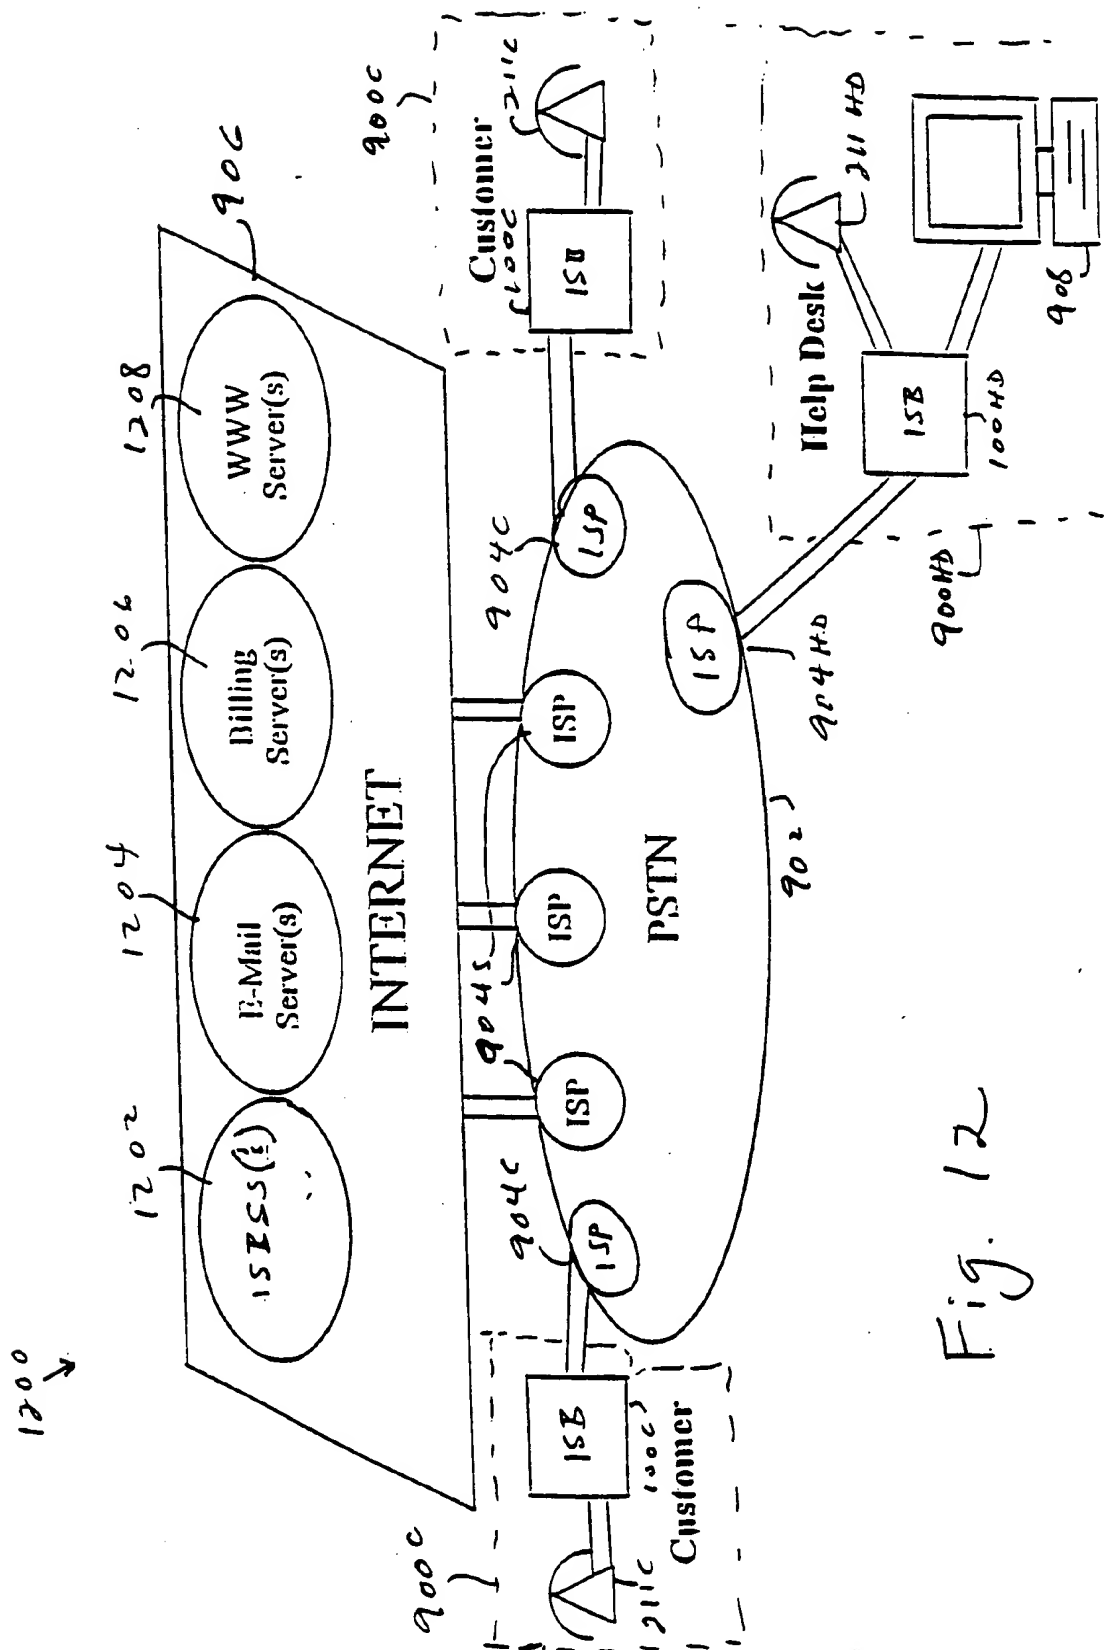 1200
1202
1204
1206
1208
906
ISBSS(s)
E-Mail
Server(s)
Billing
Server(s)
WWW
Server(s)
INTERNET
900C
904C
904S
904C
900C
Customer
211C
ISB
100C
Customer
ISP
ISP
ISP
ISP
ISP
100C
ISB
211C
PSTN
ISP
902
904HD
Help Desk
211HD
ISB
100HD
900HD
908
Fig. 12